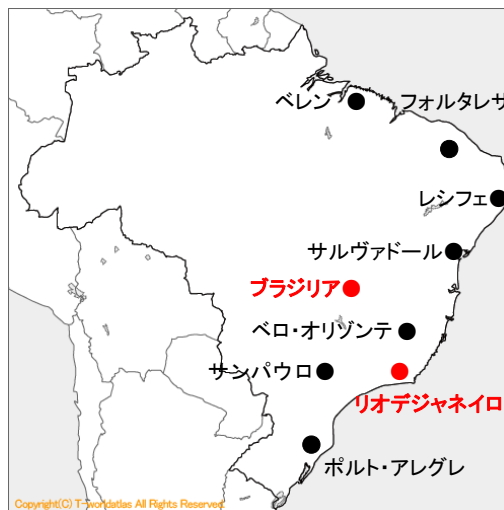 ベレン
フォルタレサ
レシフェ
サルヴァドール
ブラジリア
ベロ・オリゾンテ
サンパウロ
リオデジャネイロ
ポルト・アレグレ
Copyright(C) T-worldatlas All Rights Reserved